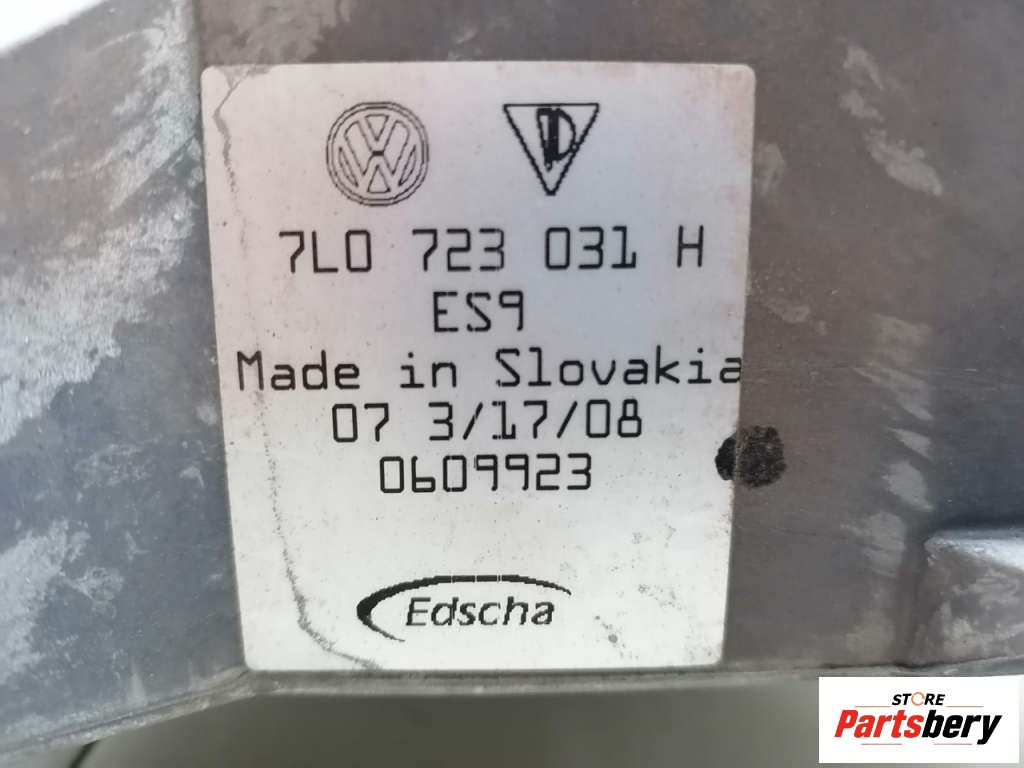 7L0 723 031 H
ES9
Made in Slovakia
07 3/17/08
0609923
Edscha
STORE
Partsbery